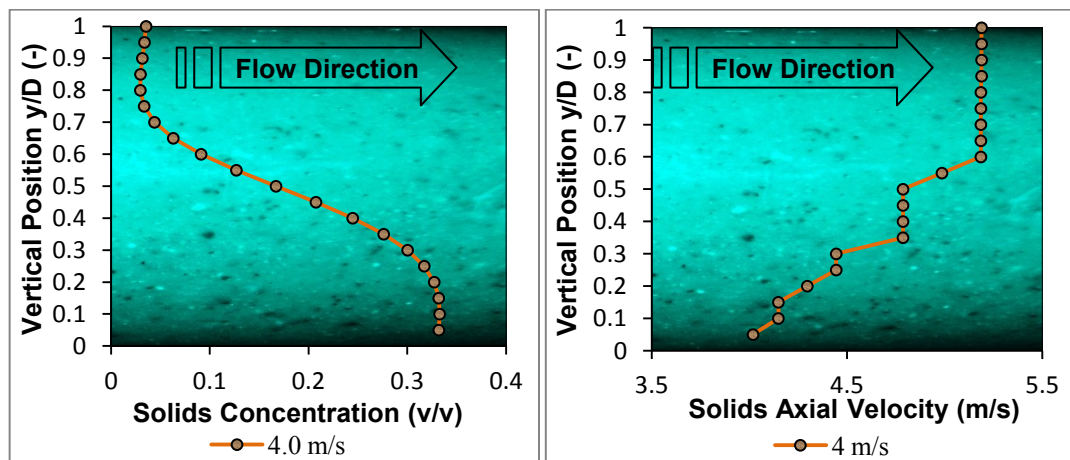 Vertical Position y/D (-)
1
0.9
0.8
0.7
0.6
0.5
0.4
0.3
0.2
0.1
0
Flow Direction
0 0.1 0.2 0.3 0.4
Solids Concentration (v/v)
4.0 m/s
Vertical Position y/D (-)
1
0.9
0.8
0.7
0.6
0.5
0.4
0.3
0.2
0.1
0
Flow Direction
3.5 4.5 5.5
Solids Axial Velocity (m/s)
4 m/s